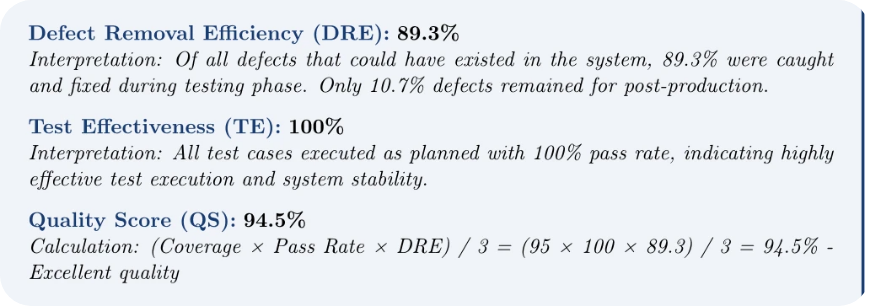 Defect Removal Efficiency (DRE): 89.3%
Interpretation: Of all defects that could have existed in the system, 89.3% were caught
and fixed during testing phase. Only 10.7% defects remained for post-production.
Test Effectiveness (TE): 100%
Interpretation: All test cases executed as planned with 100% pass rate, indicating highly
effective test execution and system stability.
Quality Score (QS): 94.5%
Calculation: (Coverage × Pass Rate × DRE) / 3 = (95 × 100 × 89.3) / 3 = 94.5% -
Excellent quality